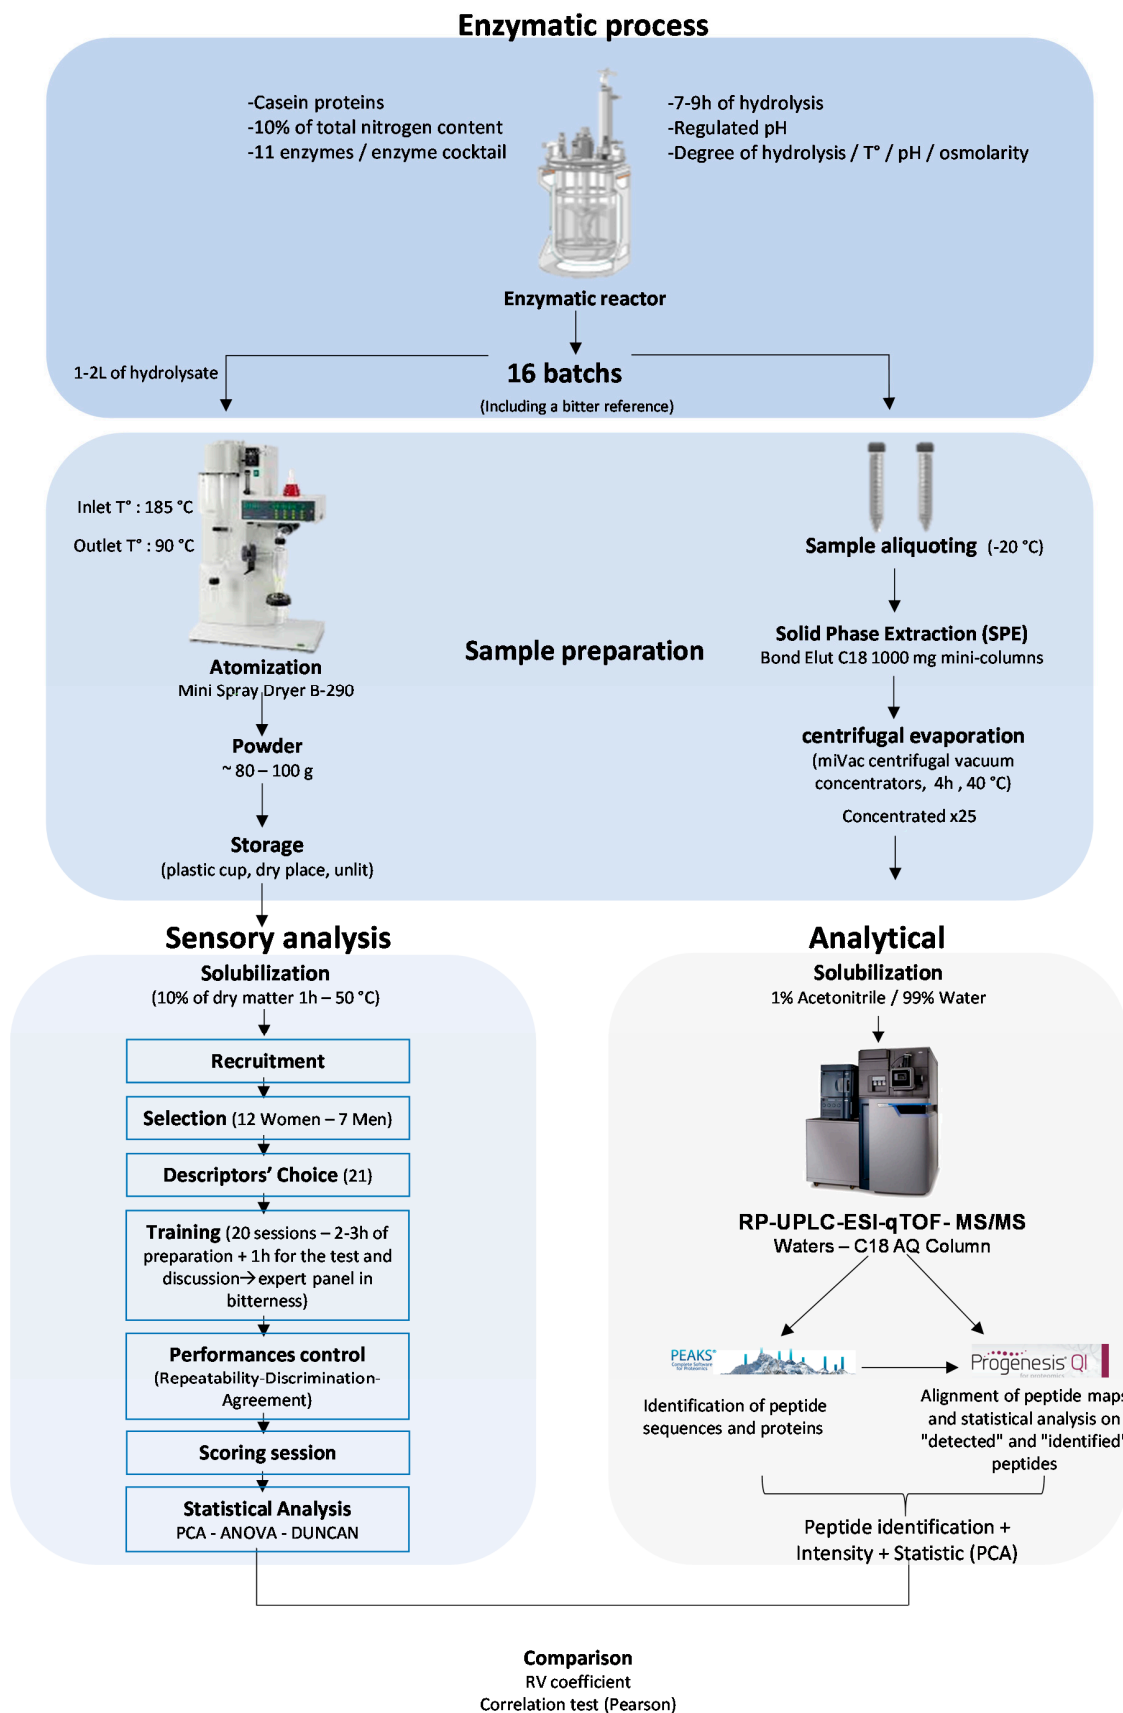 Enzymatic process
-Casein proteins
-10% of total nitrogen content
-11 enzymes / enzyme cocktail
-7-9h of hydrolysis
-Regulated pH
-Degree of hydrolysis / T° / pH / osmolarity
Enzymatic reactor
1-2L of hydrolysate
16 batchs
(Including a bitter reference)
Inlet T° : 185 °C
Outlet T° : 90 °C
Atomization
Mini Spray Dryer B-290
Powder
~ 80 – 100 g
Storage
(plastic cup, dry place, unlit)
Sample preparation
Sample aliquoting (-20 °C)
Solid Phase Extraction (SPE)
Bond Elut C18 1000 mg mini-columns
centrifugal evaporation
(miVac centrifugal vacuum
concentrators, 4h , 40 °C)
Concentrated x25
Sensory analysis
Solubilization
(10% of dry matter 1h – 50 °C)
Recruitment
Selection (12 Women – 7 Men)
Descriptors’ Choice (21)
Training (20 sessions – 2-3h of
preparation + 1h for the test and
discussion→expert panel in
bitterness)
Performances control
(Repeatability-Discrimination-
Agreement)
Scoring session
Statistical Analysis
PCA - ANOVA - DUNCAN
Analytical
Solubilization
1% Acetonitrile / 99% Water
RP-UPLC-ESI-qTOF- MS/MS
Waters – C18 AQ Column
PEAKS®
Complete Software
for Proteomics
Identification of peptide
sequences and proteins
Progenesis® QI
for proteomics
Alignment of peptide maps
and statistical analysis on
"detected" and "identified"
peptides
Peptide identification +
Intensity + Statistic (PCA)
Comparison
RV coefficient
Correlation test (Pearson)